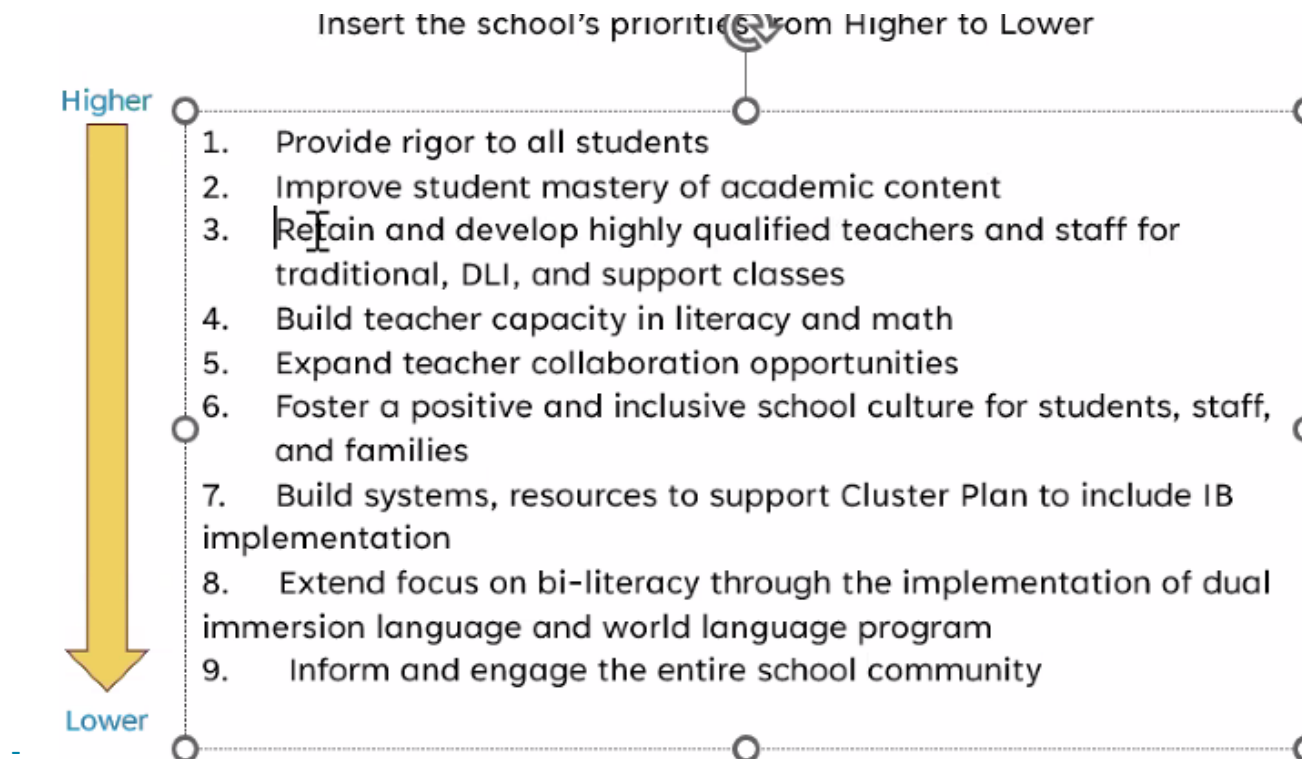 Insert the school's priorities from Higher to Lower
Higher
1. Provide rigor to all students
2. Improve student mastery of academic content
3. Retain and develop highly qualified teachers and staff for
traditional, DLI, and support classes
4. Build teacher capacity in literacy and math
5. Expand teacher collaboration opportunities
6. Foster a positive and inclusive school culture for students, staff,
and families
7. Build systems, resources to support Cluster Plan to include IB
implementation
8. Extend focus on bi-literacy through the implementation of dual
immersion language and world language program
9. Inform and engage the entire school community
Lower